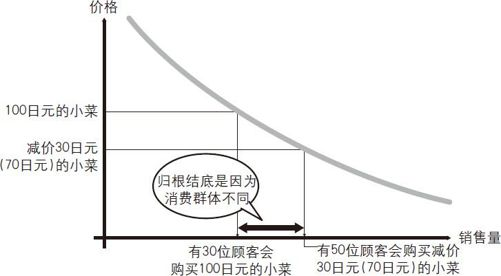 价格
100日元的小菜
减价30日元
(70日元)的小菜
归根结底是因为
消费群体不同
销售量
有30位顾客会
购买100日元的小菜
有50位顾客会购买减价
30日元(70日元)的小菜